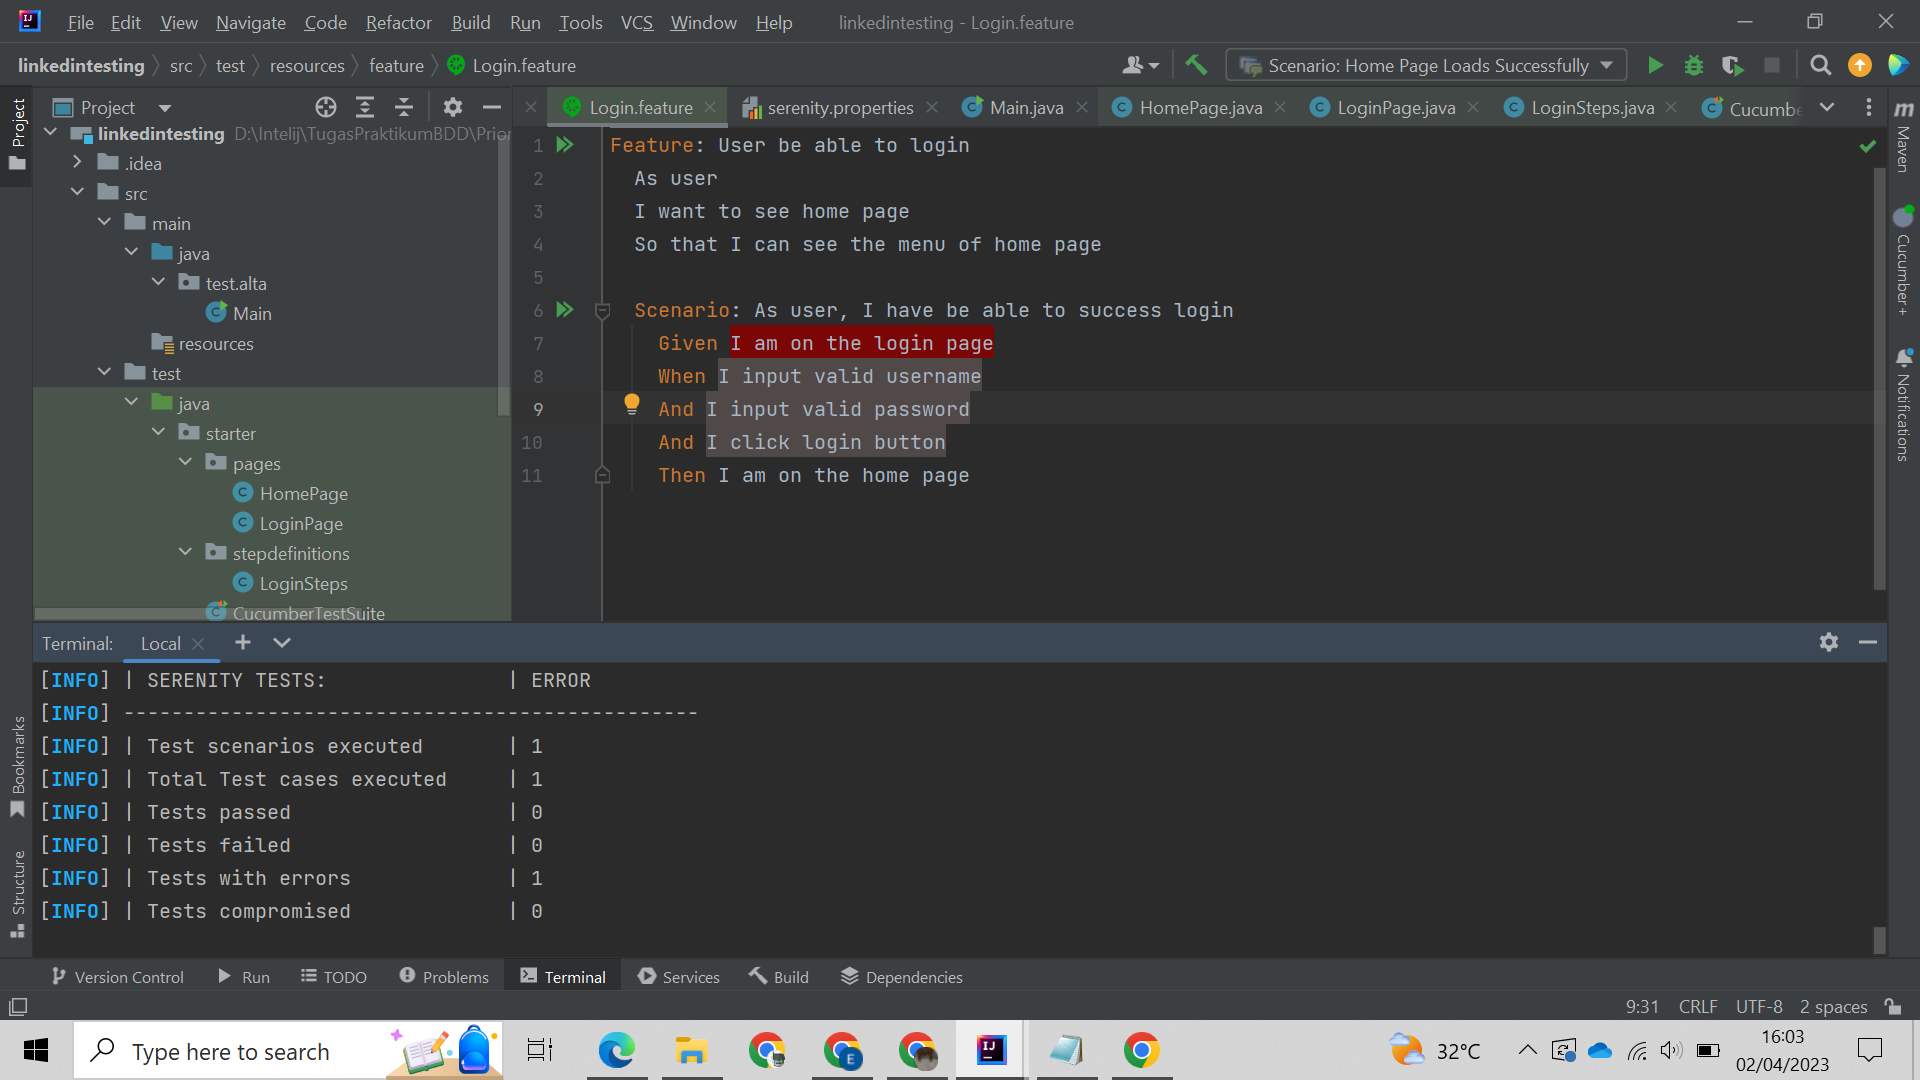 File Edit View Navigate Code Refactor Build Run Tools VCS Window Help linkedintesting - Login.feature
linkedintesting src test resources feature Login.feature Scenario: Home Page Loads Successfully
Project
Login.feature serenity.properties Main.java HomePage.java LoginPage.java LoginSteps.java Cucumbe
linkedintesting D:\Intelij\TugasPraktikumBDD\Prior
.idea
src
main
java
test.alta
Main
resources
test
java
starter
pages
HomePage
LoginPage
stepdefinitions
LoginSteps
CucumberTestSuite
1 Feature: User be able to login
2 As user
3 I want to see home page
4 So that I can see the menu of home page
5
6 Scenario: As user, I have be able to success login
7 Given I am on the login page
8 When I input valid username
9 And I input valid password
10 And I click login button
11 Then I am on the home page
Project
Bookmarks
Structure
Maven
Cucumber +
Notifications
Terminal: Local
[INFO] | SERENITY TESTS: | ERROR
[INFO] ------------------------------------------------
[INFO] | Test scenarios executed | 1
[INFO] | Total Test cases executed | 1
[INFO] | Tests passed | 0
[INFO] | Tests failed | 0
[INFO] | Tests with errors | 1
[INFO] | Tests compromised | 0
Version Control Run TODO Problems Terminal Services Build Dependencies
9:31 CRLF UTF-8 2 spaces
Type here to search
32°C
16:03
02/04/2023